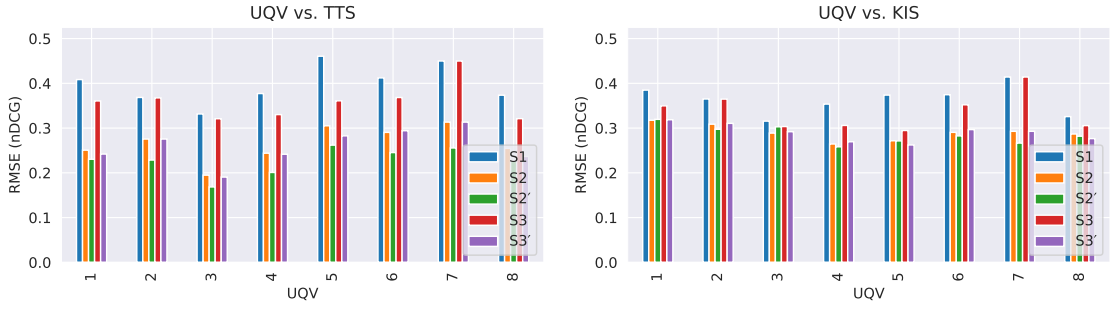 UQV vs. TTS
RMSE (nDCG)
0.5
0.4
0.3
0.2
0.1
0.0
1 2 3 4 5 6 7 8
UQV
S1
S2
S2′
S3
S3′
UQV vs. KIS
RMSE (nDCG)
0.5
0.4
0.3
0.2
0.1
0.0
1 2 3 4 5 6 7 8
UQV
S1
S2
S2′
S3
S3′